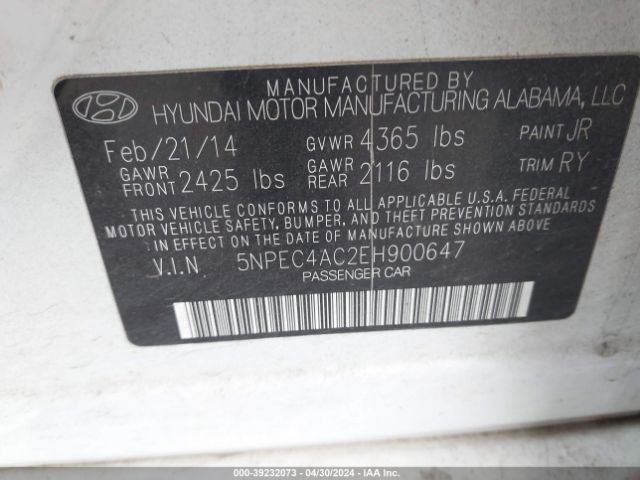 MANUFACTURED BY
HYUNDAI MOTOR MANUFACTURING ALABAMA, LLC
Feb/21/14 GVWR 4365 lbs PAINT JR
GAWR FRONT 2425 lbs GAWR REAR 2116 lbs TRIM RY
THIS VEHICLE CONFORMS TO ALL APPLICABLE U.S.A. FEDERAL
MOTOR VEHICLE SAFETY, BUMPER, AND THEFT PREVENTION STANDARDS
IN EFFECT ON THE DATE OF MANUFACTURE SHOWN ABOVE.
V.I.N 5NPEC4AC2EH900647
PASSENGER CAR
000-39232073 - 04/30/2024 - IAA Inc.